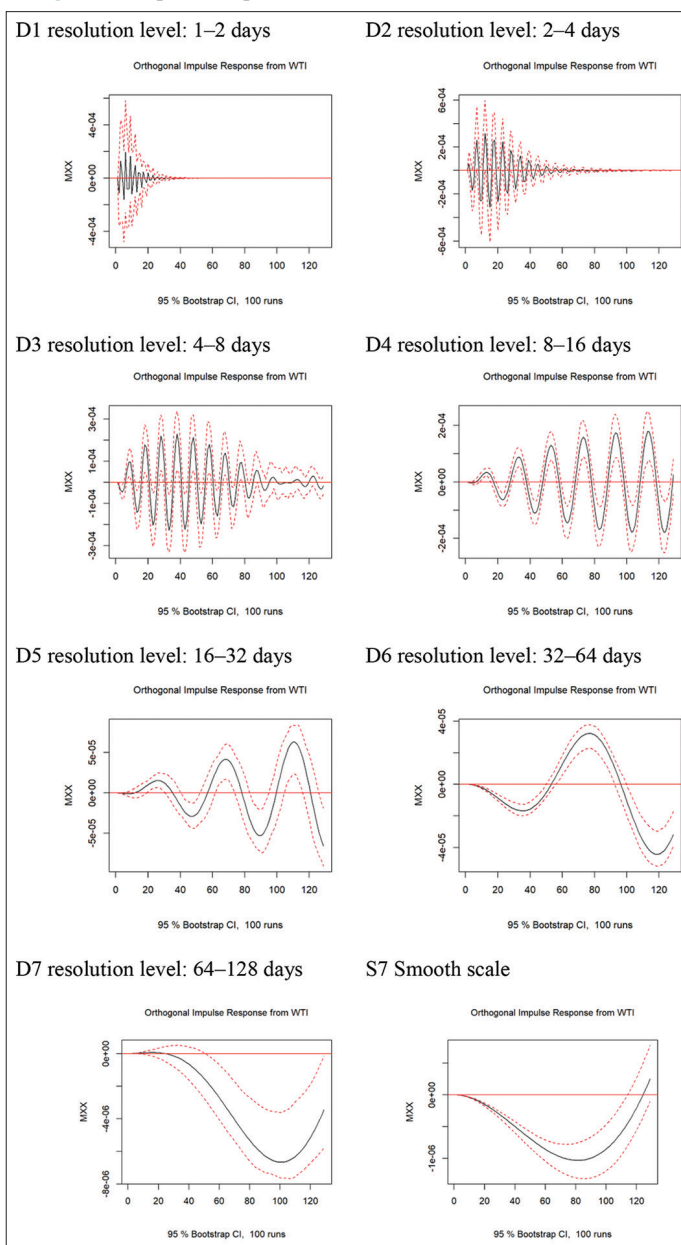 D1 resolution level: 1–2 days
Orthogonal Impulse Response from WTI
MXX
4e-04
0e+00
-4e-04
0 20 40 60 80 100 120
95 % Bootstrap CI, 100 runs
D2 resolution level: 2–4 days
Orthogonal Impulse Response from WTI
MXX
6e-04
2e-04
-2e-04
-6e-04
0 20 40 60 80 100 120
95 % Bootstrap CI, 100 runs
D3 resolution level: 4–8 days
Orthogonal Impulse Response from WTI
MXX
3e-04
1e-04
-1e-04
-3e-04
0 20 40 60 80 100 120
95 % Bootstrap CI, 100 runs
D4 resolution level: 8–16 days
Orthogonal Impulse Response from WTI
MXX
2e-04
0e+00
-2e-04
0 20 40 60 80 100 120
95 % Bootstrap CI, 100 runs
D5 resolution level: 16–32 days
Orthogonal Impulse Response from WTI
MXX
5e-05
0e+00
-5e-05
0 20 40 60 80 100 120
95 % Bootstrap CI, 100 runs
D6 resolution level: 32–64 days
Orthogonal Impulse Response from WTI
MXX
4e-05
0e+00
-4e-05
0 20 40 60 80 100 120
95 % Bootstrap CI, 100 runs
D7 resolution level: 64–128 days
Orthogonal Impulse Response from WTI
MXX
0e+00
-4e-06
-8e-06
0 20 40 60 80 100 120
95 % Bootstrap CI, 100 runs
S7 Smooth scale
Orthogonal Impulse Response from WTI
MXX
0e+00
-1e-06
0 20 40 60 80 100 120
95 % Bootstrap CI, 100 runs